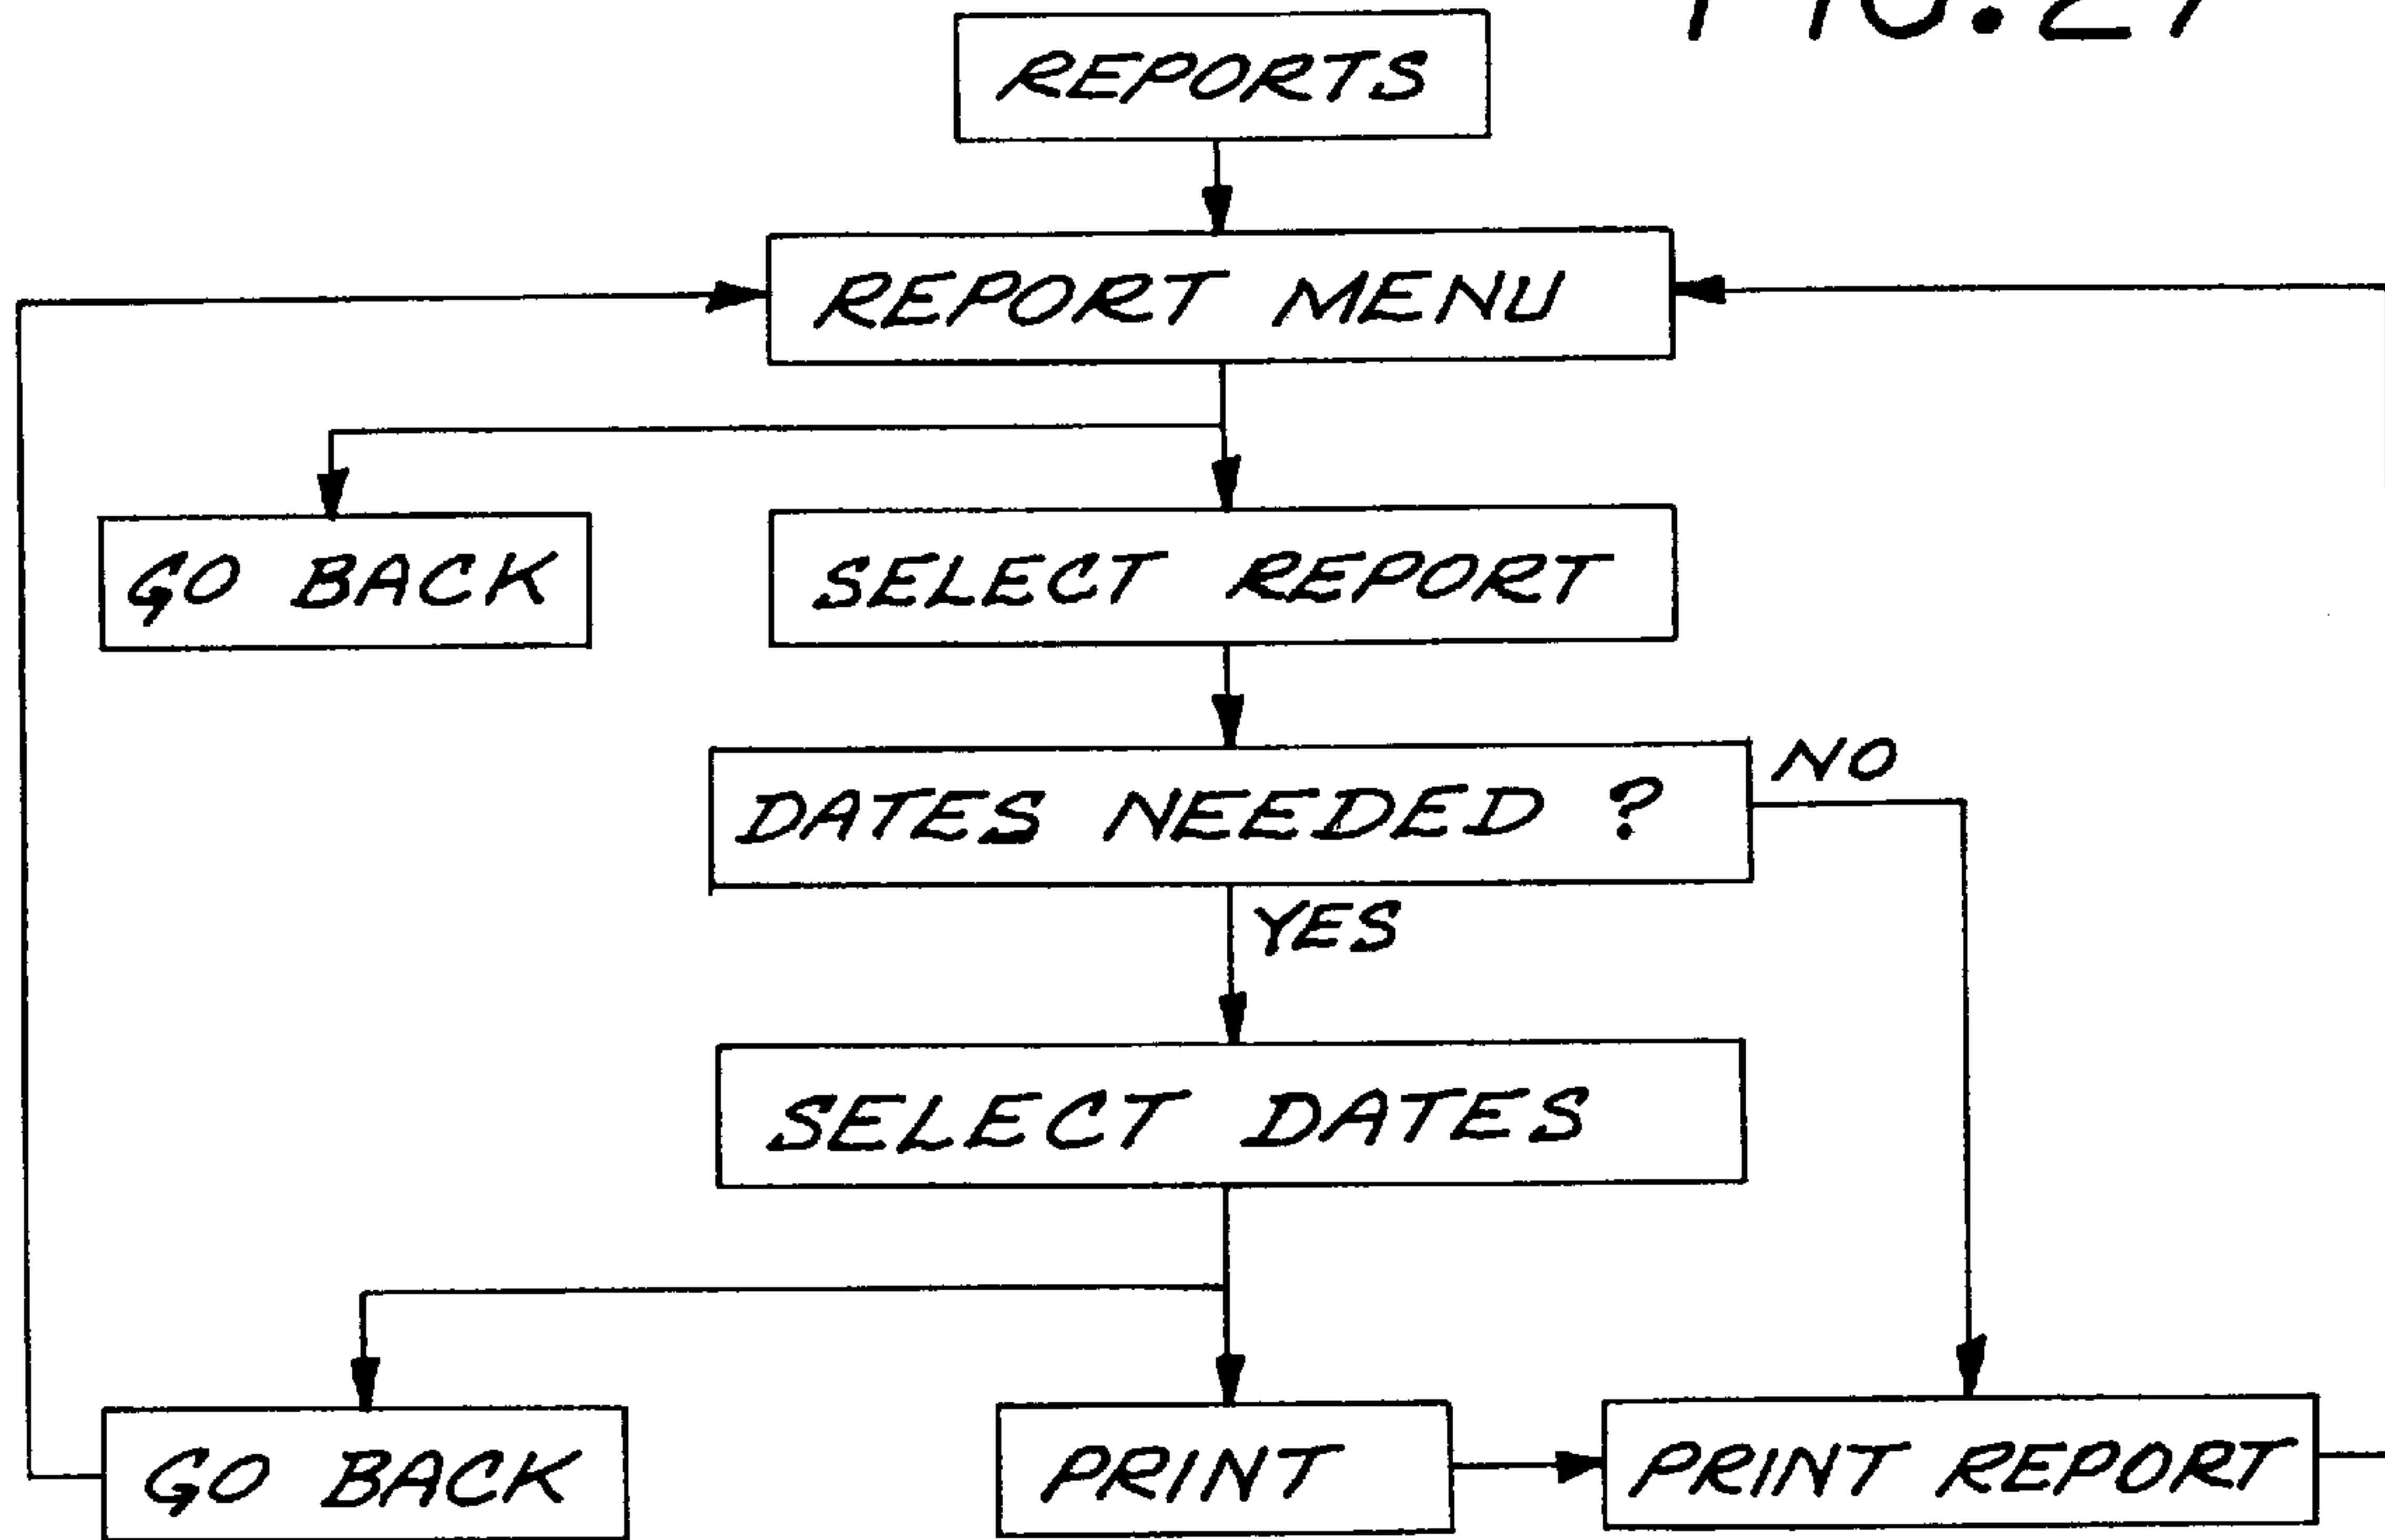 REPORTS
REPORT MENU
GO BACK
SELECT REPORT
DATES NEEDED ?
NO
YES
SELECT DATES
GO BACK
PRINT
PRINT REPORT